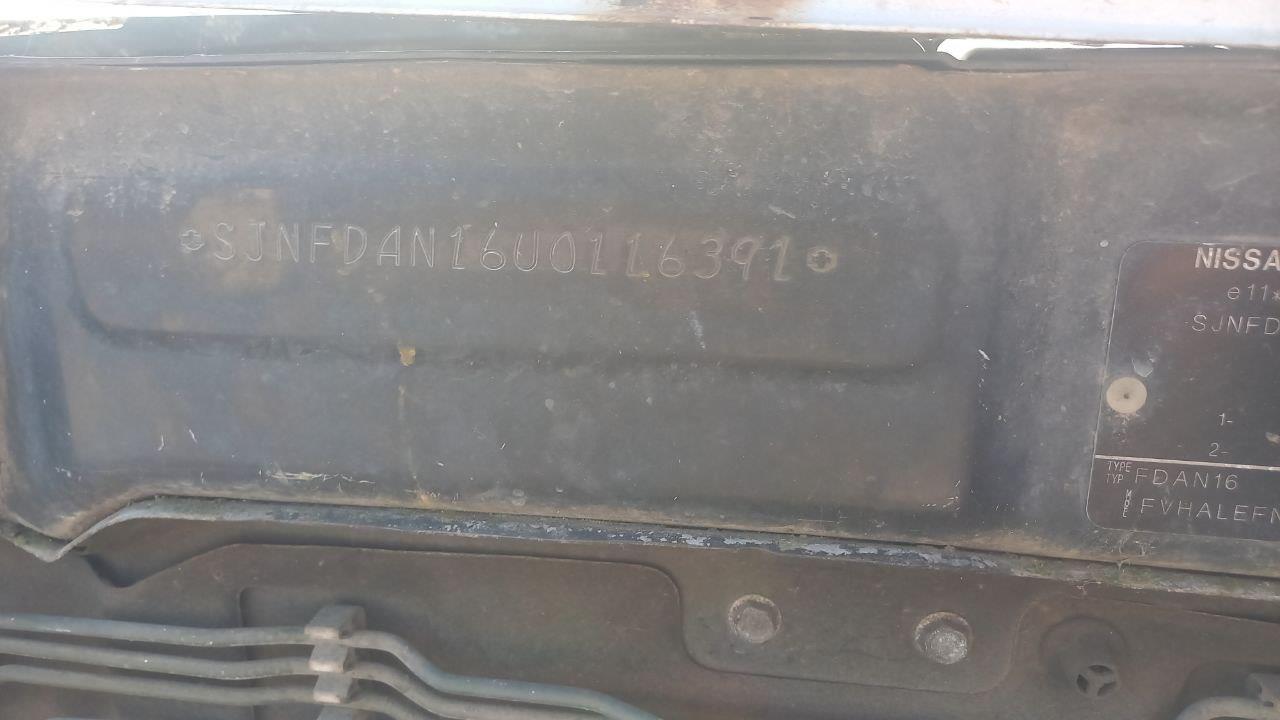 SJNFDAN16U0116391
NISSA
e11*
SJNFD
1-
2-
TYPE
TYP FDAN16
FVHALEFN